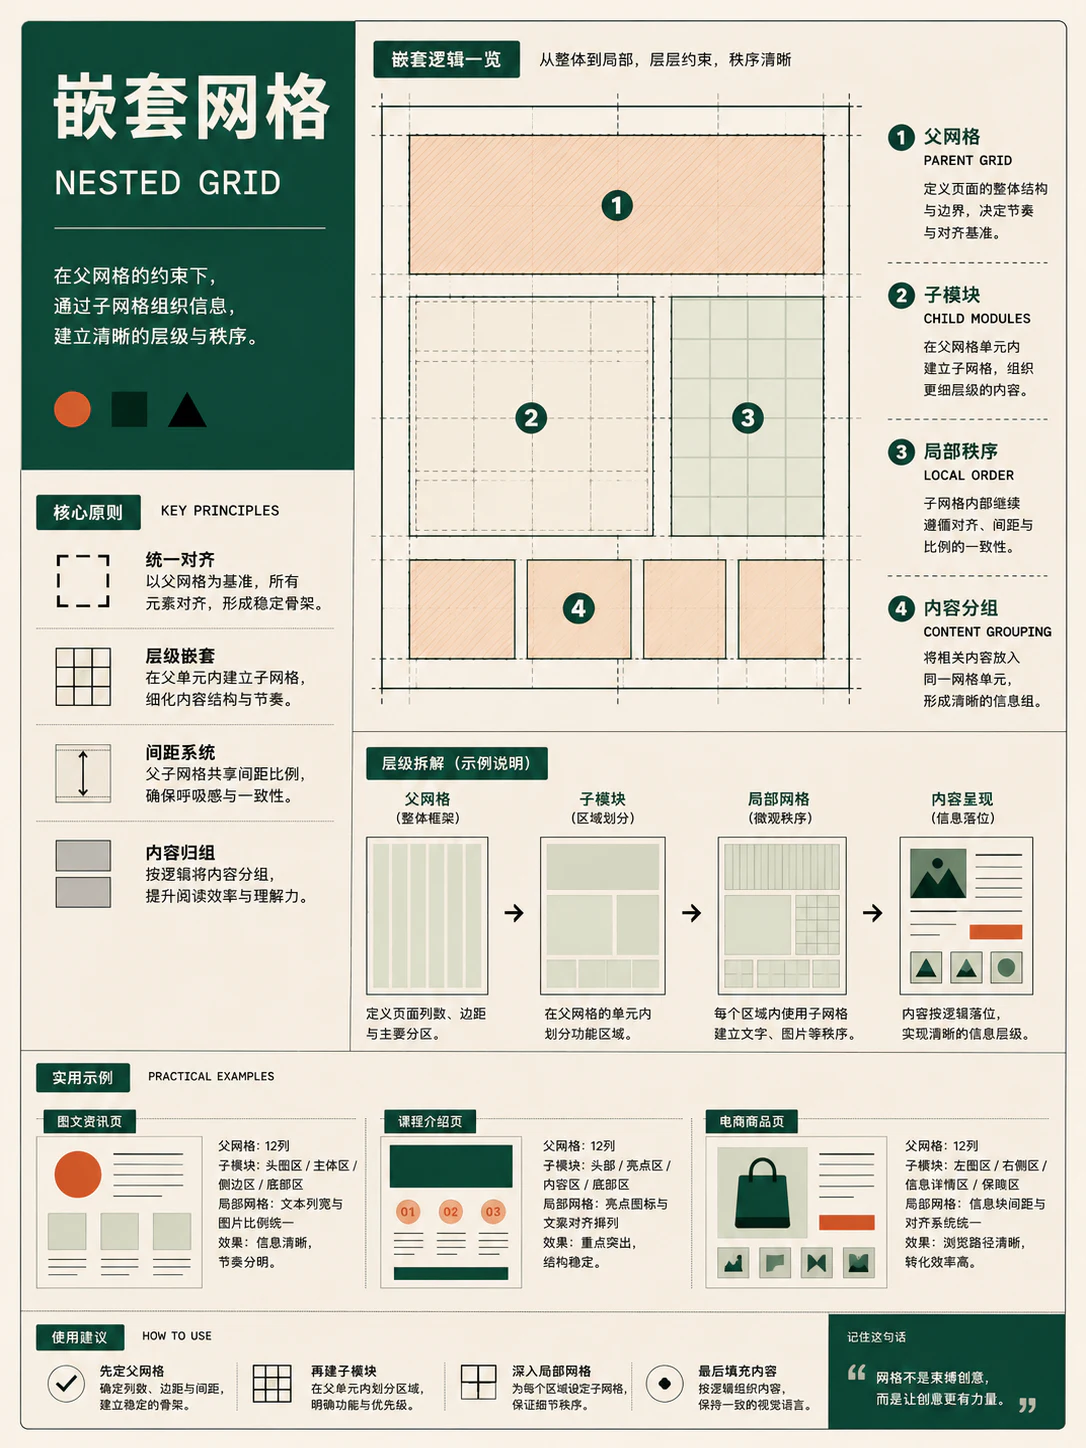 嵌套网格
NESTED GRID
在父网格的约束下，
通过子网格组织信息，
建立清晰的层级与秩序。
嵌套逻辑一览
从整体到局部，层层约束，秩序清晰
1
2
3
4
1 父网格
PARENT GRID
定义页面的整体结构
与边界，决定节奏
与对齐基准。
2 子模块
CHILD MODULES
在父网格单元内
建立子网格，组织
更细层级的内容。
3 局部秩序
LOCAL ORDER
子网格内部继续
遵循对齐、间距与
比例的一致性。
4 内容分组
CONTENT GROUPING
将相关内容放入
同一网格单元，
形成清晰的信息组。
核心原则
KEY PRINCIPLES
统一对齐
以父网格为基准，所有
元素对齐，形成稳定骨架。
层级嵌套
在父单元内建立子网格，
细化内容结构与节奏。
间距系统
父子网格共享间距比例，
确保呼吸感与一致性。
内容归组
按逻辑将内容分组，
提升阅读效率与理解力。
层级拆解（示例说明）
父网格
（整体框架）
定义页面列数、边距
与主要分区。
子模块
（区域划分）
在父网格的单元内
划分功能区域。
局部网格
（微观秩序）
每个区域内使用子网格
建立文字、图片等秩序。
内容呈现
（信息落位）
内容按逻辑落位，
实现清晰的信息层级。
实用示例
PRACTICAL EXAMPLES
图文资讯页
父网格：12列
子模块：头图区 / 主体区 /
侧边区 / 底部区
局部网格：文本列宽与
图片比例统一
效果：信息清晰，
节奏分明。
课程介绍页
01
02
03
父网格：12列
子模块：头部 / 亮点区 /
内容区 / 底部区
局部网格：亮点图标与
对齐
效果：重点突出，
结构稳定。
电商商品页
父网格：12列
子模块：左图区 / 右侧区 /
信息详情区 / 保区
局部网格：信息块间距与
对齐系统统一
效果：浏览路径清晰，
转化效率高。
使用建议
HOW TO USE
先定父网格
确定列数、边距与间距，
建立稳定的骨架。
再建子模块
在父单元内划分区域，
明确功能与优先级。
深入局部网格
为每个区域设定子网格，
保证细节秩序。
最后填充内容
按逻辑组织内容，
保持一致的视觉语言。
记住这句话
“ 网格不是束缚创意，
而是让创意更有力量。 ”